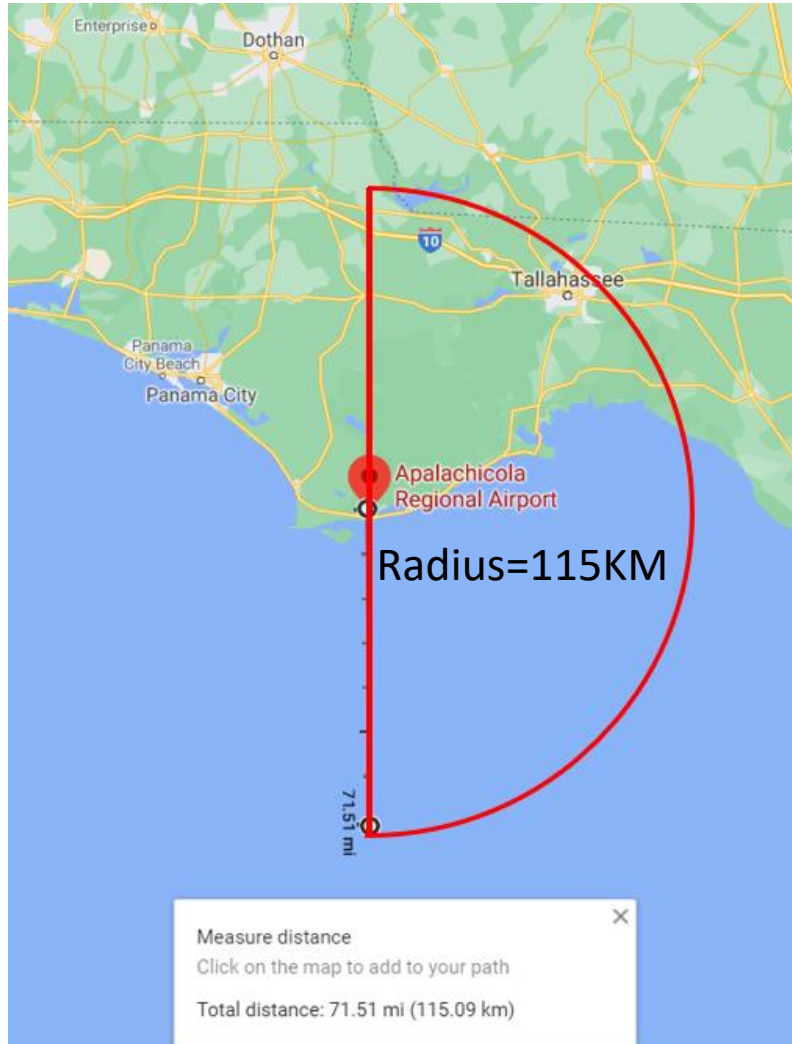 Enterprise
Dothan
10
Tallahassee
Panama
City Beach
Panama City
Apalachicola
Regional Airport
Radius=115KM
71.51 mi
Measure distance
Click on the map to add to your path
Total distance: 71.51 mi (115.09 km)